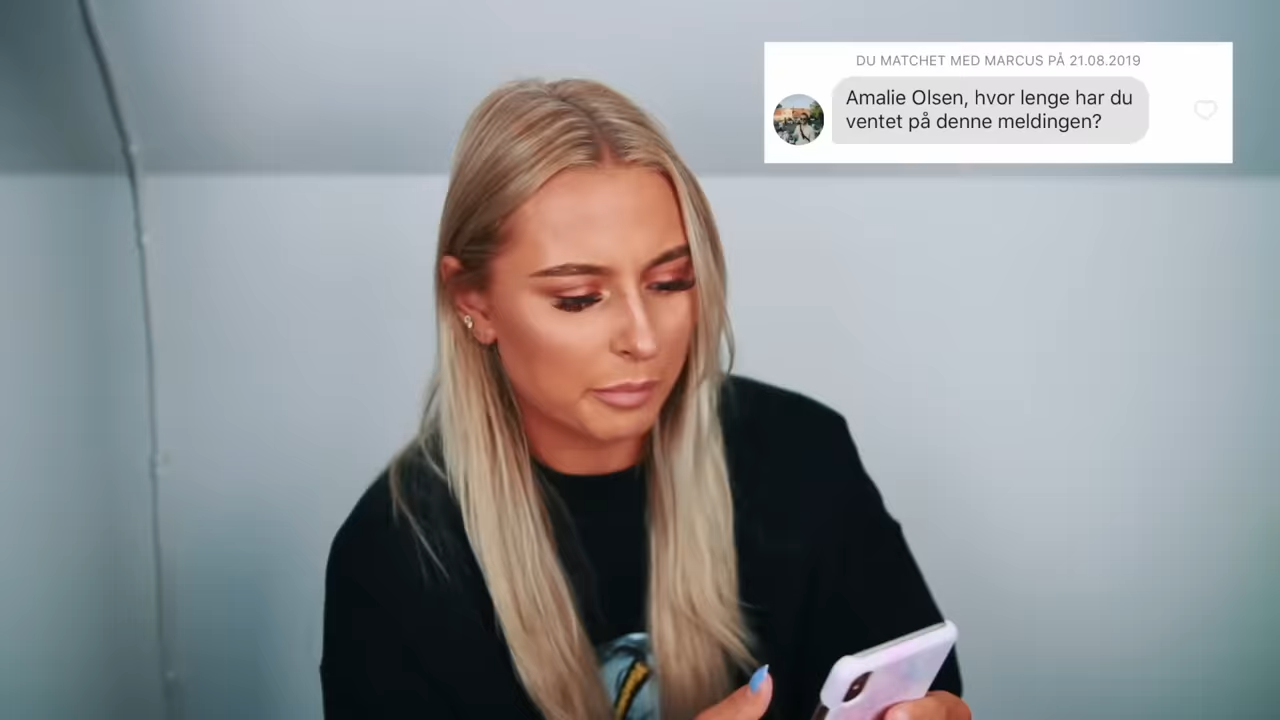 DU MATCHET MED MARCUS PÅ 21.08.2019
Amalie Olsen, hvor lenge har du
ventet på denne meldingen?